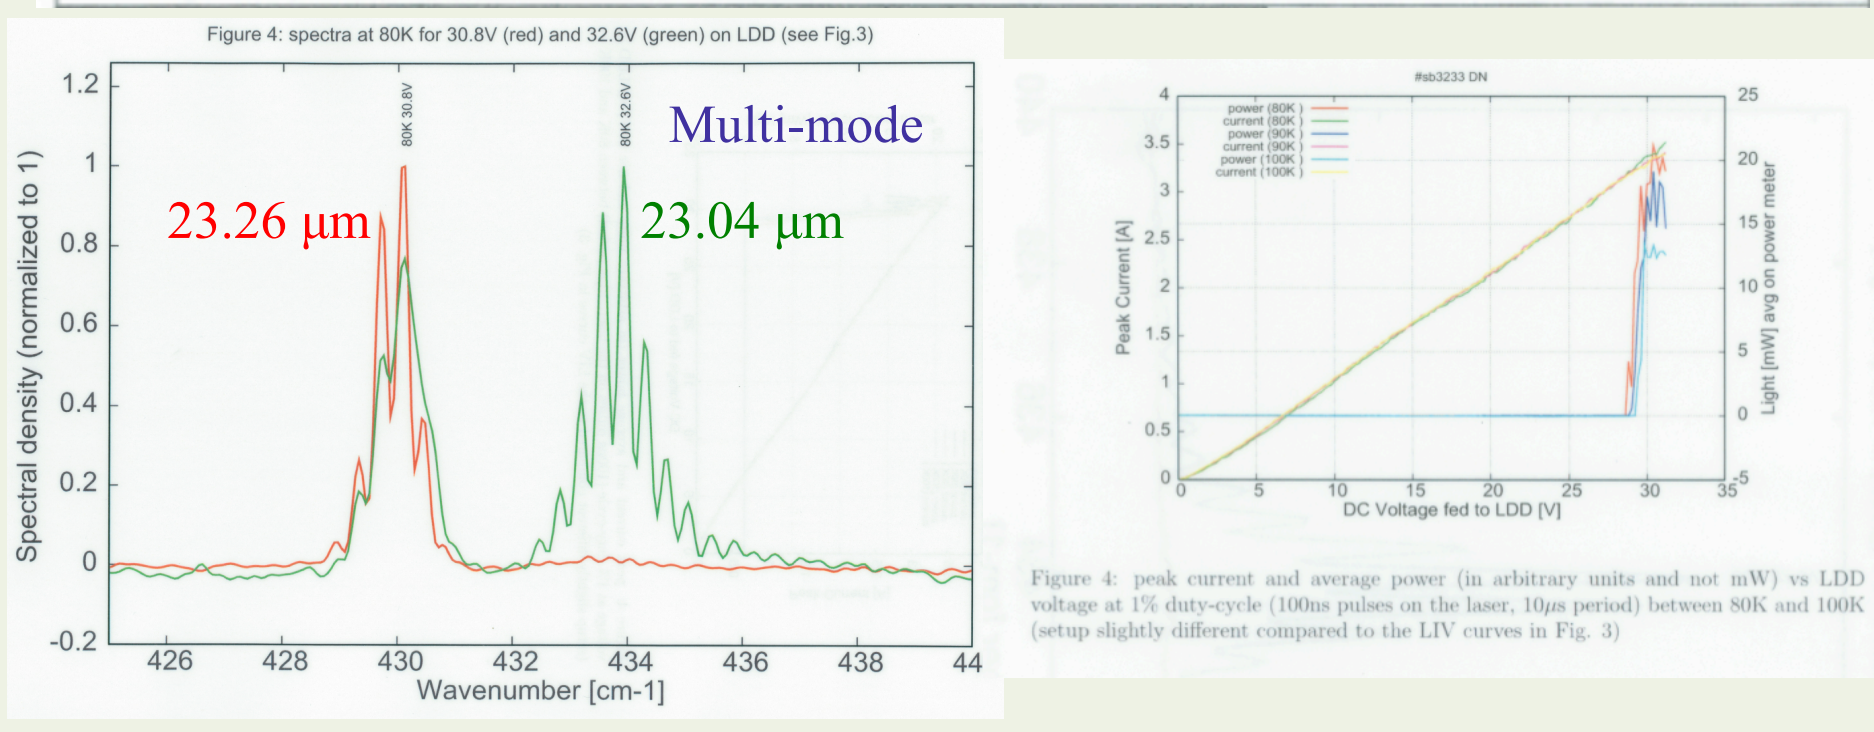 Figure 4: spectra at 80K for 30.8V (red) and 32.6V (green) on LDD (see Fig.3)
1.2
1
0.8
0.6
0.4
0.2
0
-0.2
Spectral density (normalized to 1)
80K 30.8V
80K 32.6V
Multi-mode
23.26 μm
23.04 μm
426
428
430
432
434
436
438
44
Wavenumber [cm-1]
#sb3233 DN
4
3.5
3
2.5
2
1.5
1
0.5
0
Peak Current [A]
power (80K )
current (80K )
power (90K )
current (90K )
power (100K )
current (100K )
25
20
15
10
5
0
-5
Light [mW] avg on power meter
0
5
10
15
20
25
30
35
DC Voltage fed to LDD [V]
Figure 4: peak current and average power (in arbitrary units and not mW) vs LDD
voltage at 1% duty-cycle (100ns pulses on the laser, 10μs period) between 80K and 100K
(setup slightly different compared to the LIV curves in Fig. 3)